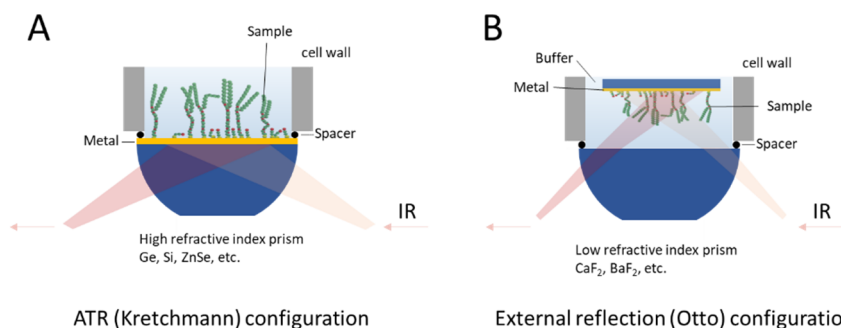 A
Sample
cell wall
Metal
Spacer
IR
High refractive index prism
Ge, Si, ZnSe, etc.
ATR (Kretchmann) configuration
B
Buffer
cell wall
Metal
Sample
Spacer
IR
Low refractive index prism
CaF2, BaF2, etc.
External reflection (Otto) configuratio